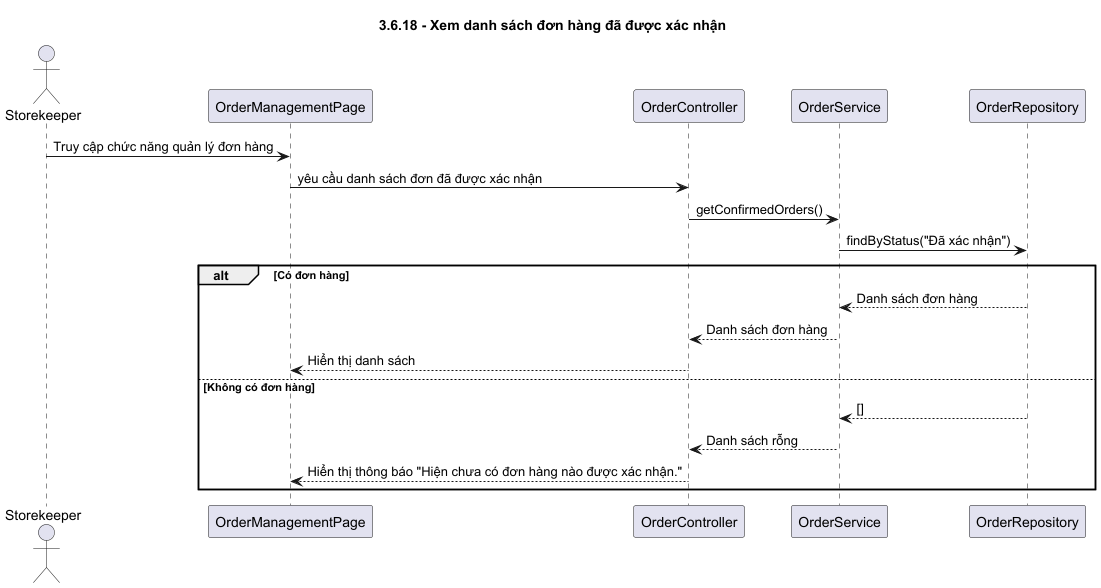 3.6.18 - Xem danh sách đơn hàng đã được xác nhận
Storekeeper
OrderManagementPage
OrderController
OrderService
OrderRepository
Truy cập chức năng quản lý đơn hàng
yêu cầu danh sách đơn đã được xác nhận
getConfirmedOrders()
findByStatus("Đã xác nhận")
alt
[Có đơn hàng]
Danh sách đơn hàng
Danh sách đơn hàng
Hiển thị danh sách
[Không có đơn hàng]
[]
Danh sách rỗng
Hiển thị thông báo "Hiện chưa có đơn hàng nào được xác nhận."
Storekeeper
OrderManagementPage
OrderController
OrderService
OrderRepository